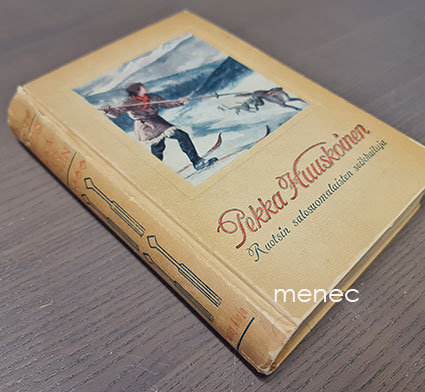 Pekka Huuskoinen
Ruotsin salosuomalaisten seikkailuja
menec